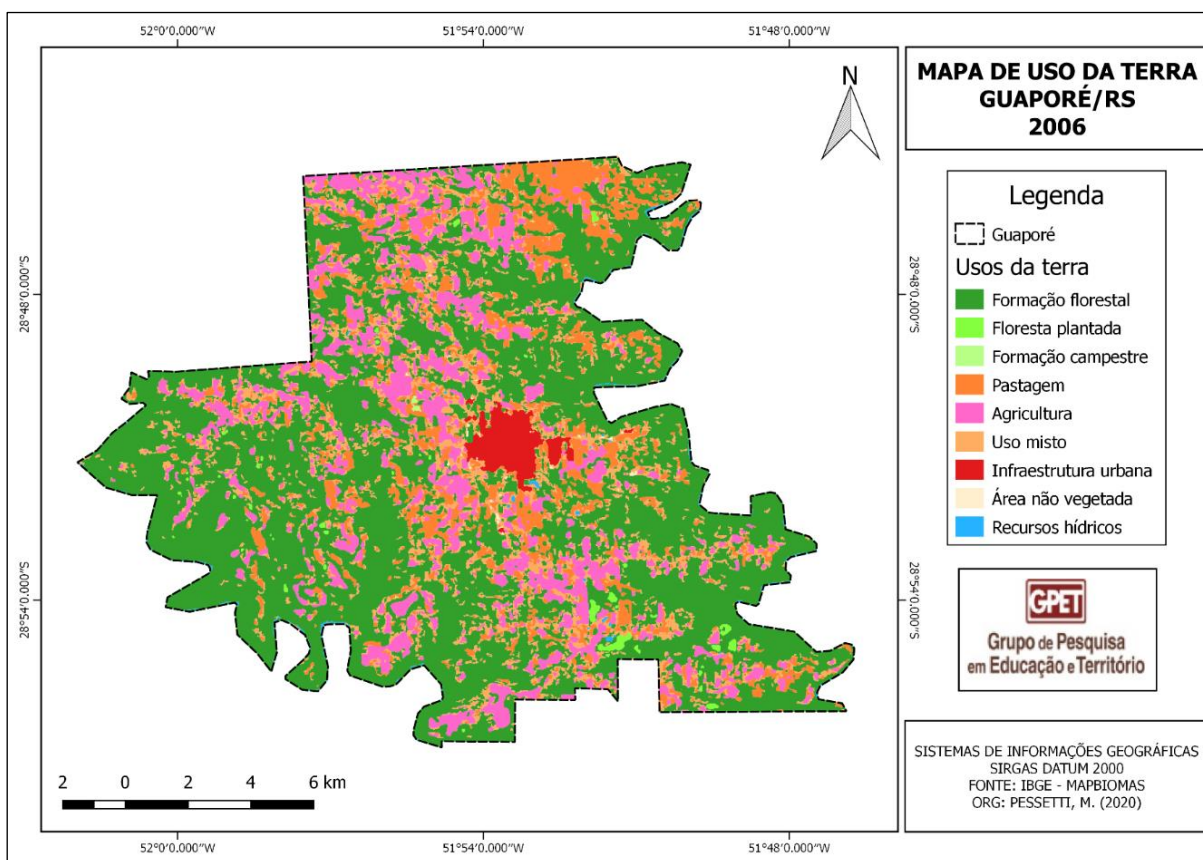 52°0'0.000"W
51°54'0.000"W
51°48'0.000"W
MAPA DE USO DA TERRA
GUAPORÉ/RS
2006
N
28°48'0.000"S
28°48'0.000"S
28°54'0.000"S
28°54'0.000"S
Legenda
Guaporé
Usos da terra
Formação florestal
Floresta plantada
Formação campestre
Pastagem
Agricultura
Uso misto
Infraestrutura urbana
Área não vegetada
Recursos hídricos
GPET
Grupo de Pesquisa
em Educação e Território
2 0 2 4 6 km
SISTEMAS DE INFORMAÇÕES GEOGRÁFICAS
SIRGAS DATUM 2000
FONTE: IBGE - MAPBIOMAS
ORG: PESSETTI, M. (2020)
52°0'0.000"W
51°54'0.000"W
51°48'0.000"W